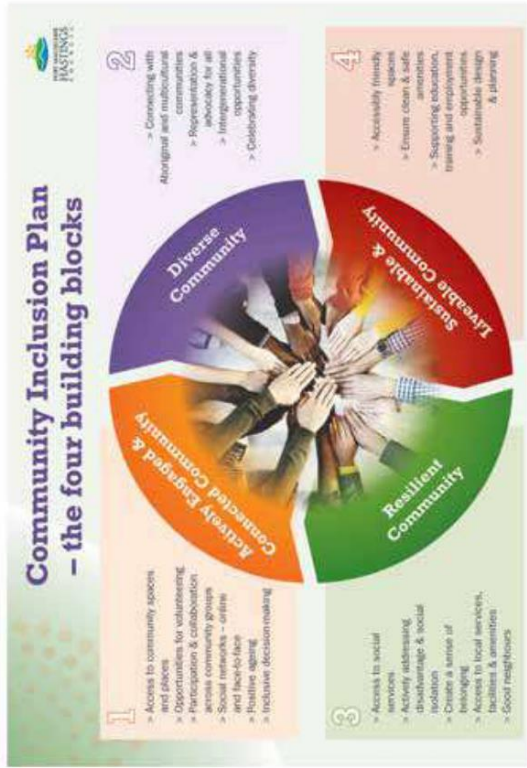 Community Inclusion Plan
– the four building blocks
PORT MACQUARIE
HASTINGS
COUNCIL
1
> Access to community spaces
and places
> Opportunities for volunteering
> Participation & collaboration
across community groups
> Social networks – online
and face-to-face
> Positive ageing
> Inclusive decision-making
Actively Engaged &
Connected Community
2
> Connecting with
Aboriginal and multicultural
communities
> Representation &
advocacy for all
> Intergenerational
opportunities
> Celebrating diversity
Diverse
Community
3
> Access to social
services
> Actively addressing
disadvantage & social
isolation
> Create a sense of
belonging
> Access to local services,
facilities & amenities
> Good neighbours
Resilient
Community
4
> Accessibly friendly
spaces
> Ensure clean & safe
amenities
> Supporting education,
training and employment
opportunities
> Sustainable design
& planning
Sustainable &
Liveable Community